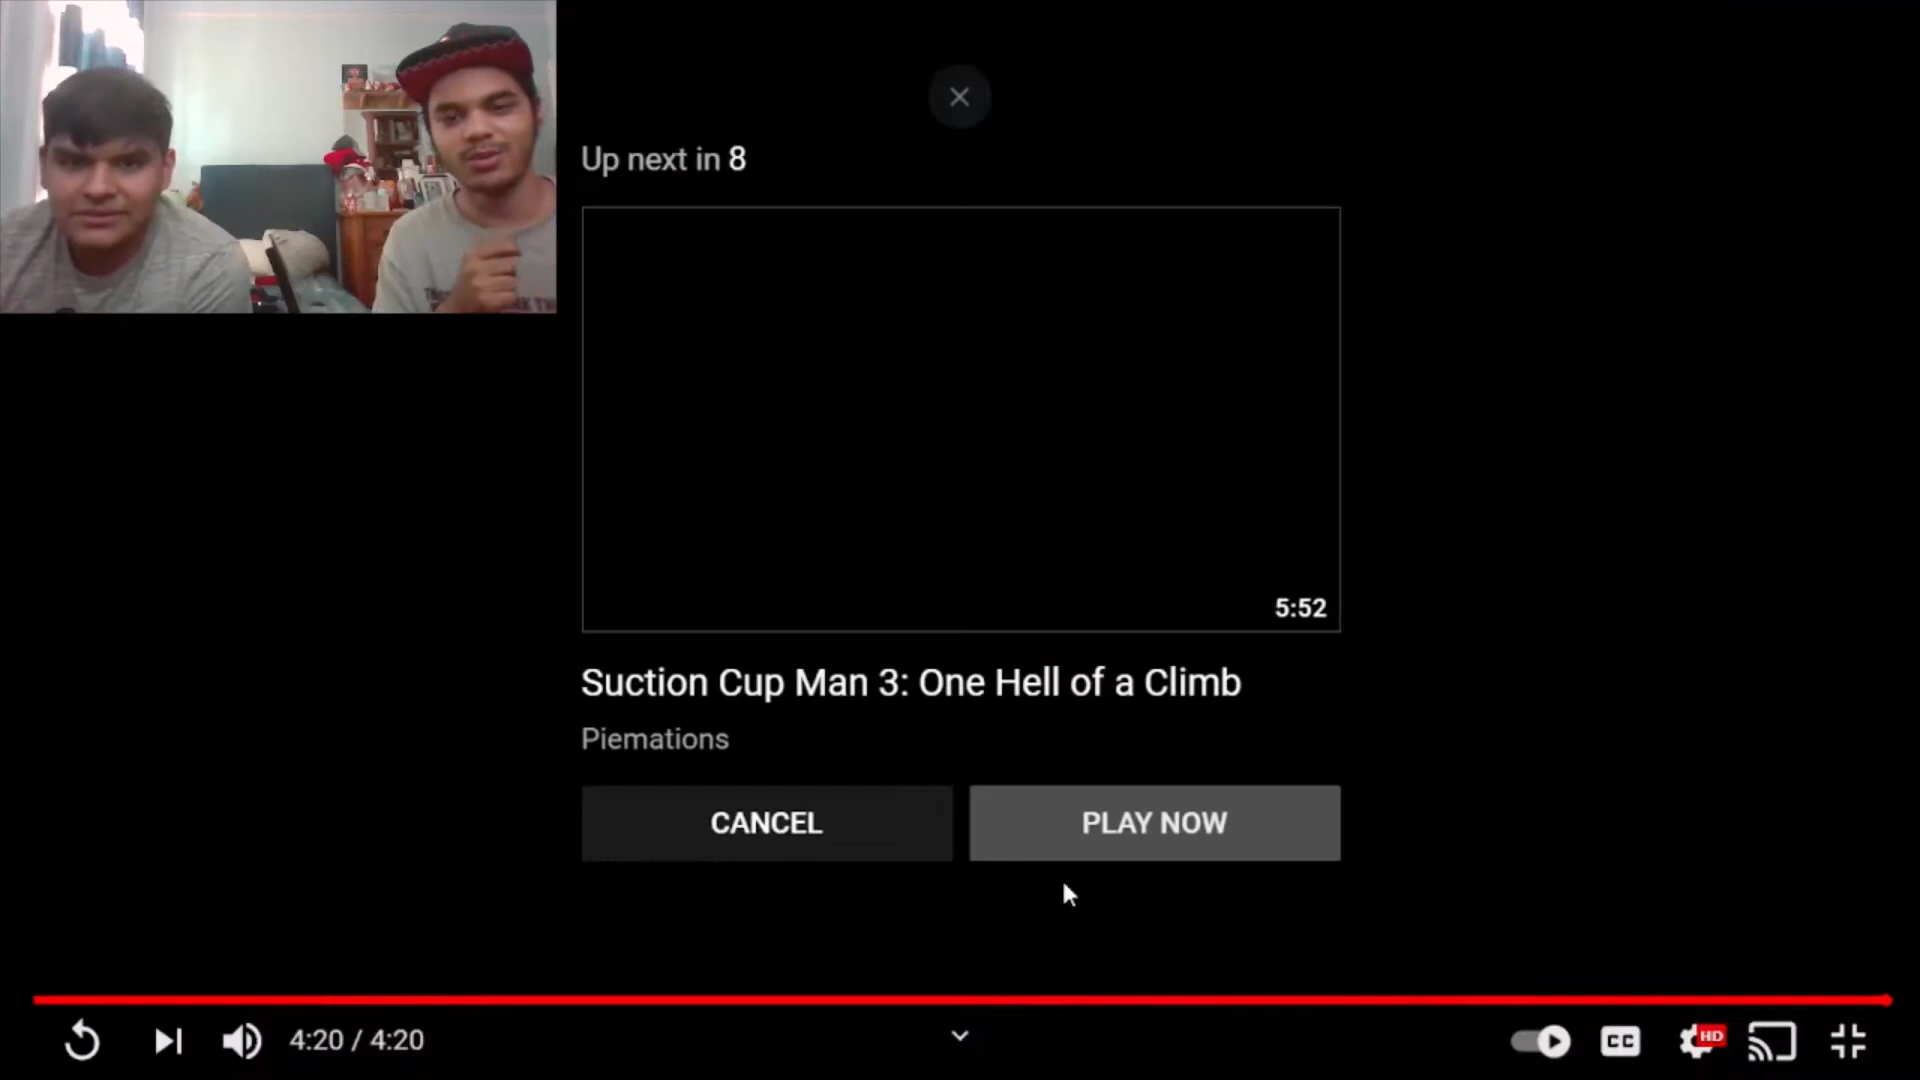 Up next in 8
5:52
Suction Cup Man 3: One Hell of a Climb
Piemations
CANCEL
PLAY NOW
4:20 / 4:20
CC
HD